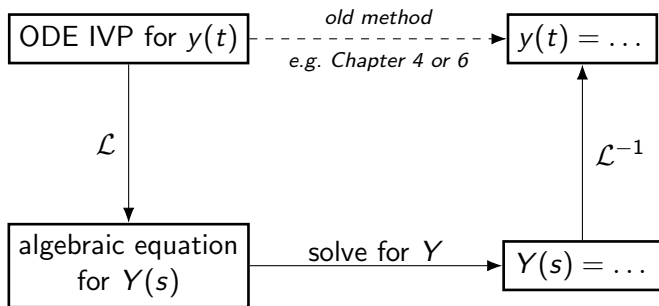 ODE IVP for y(t)
old method
e.g. Chapter 4 or 6
y(t) = ...
ℒ
ℒ⁻¹
algebraic equation
for Y(s)
solve for Y
Y(s) = ...